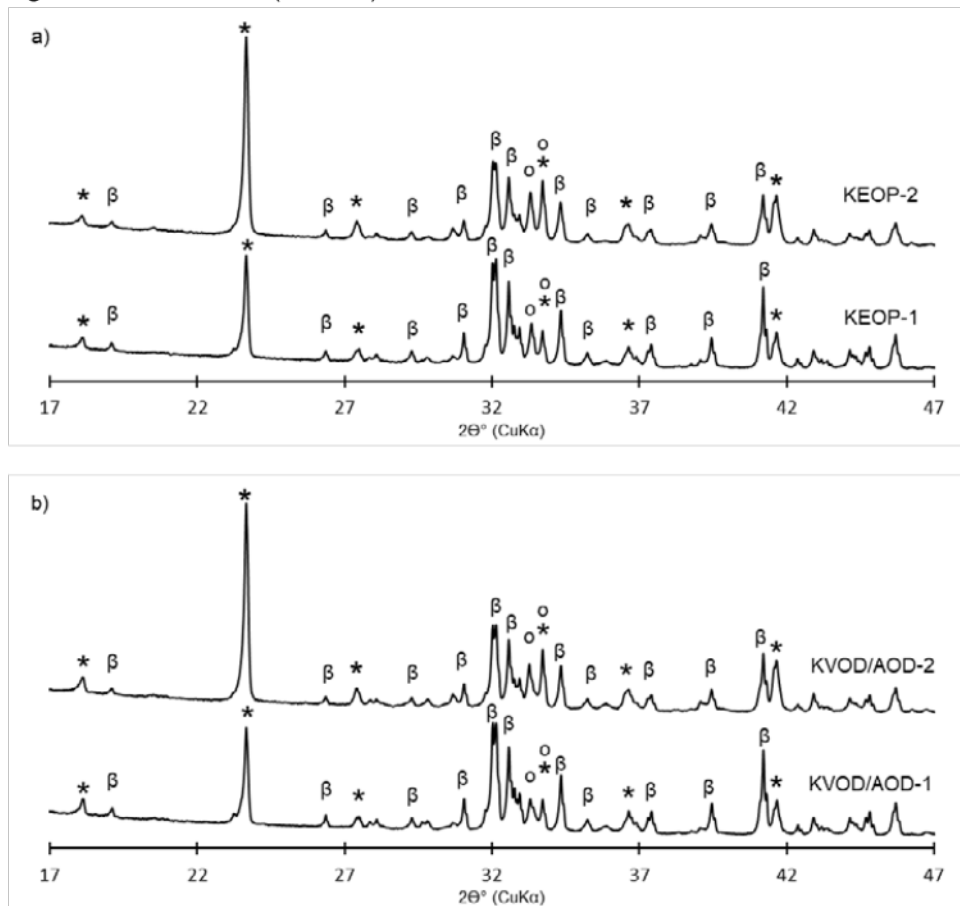 a)
* β * β * β β β β o o * β β * β β β *
KEOP-2
* β * β * β β β β o o * β β * β β β *
KEOP-1
17 22 27 32 37 42 47
2Θ° (CuKα)
b)
* β * β * β β β β o o * β β * β β β *
KVOD/AOD-2
* β * β * β β β β o o * β β * β β β *
KVOD/AOD-1
17 22 27 32 37 42 47
2Θ° (CuKα)